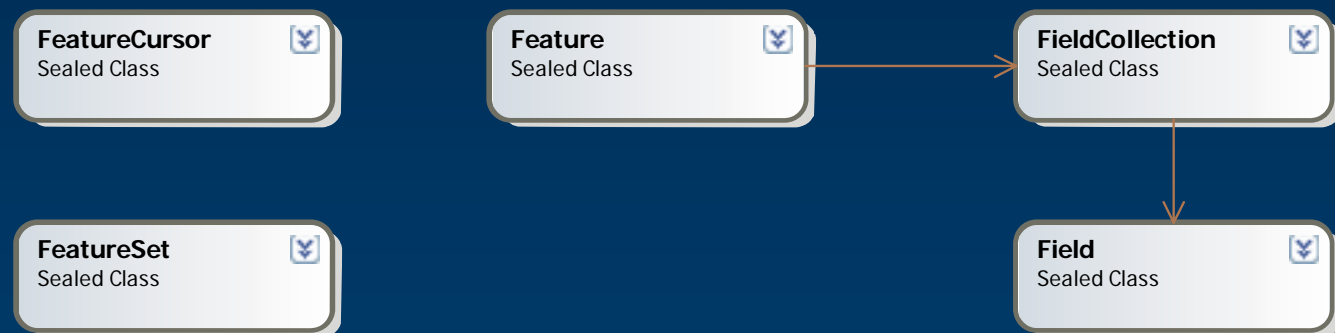 FeatureCursor
Sealed Class
Feature
Sealed Class
FieldCollection
Sealed Class
FeatureSet
Sealed Class
Field
Sealed Class